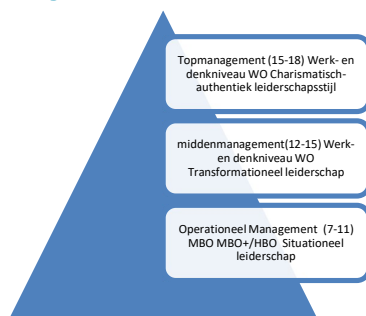 Topmanagement (15-18) Werk- en
denkniveau WO Charismatisch-
authentiek leiderschapsstijl
middenmanagement(12-15) Werk-
en denkniveau WO
Transformationeel leiderschap
Operationeel Management (7-11)
MBO MBO+/HBO Situationeel
leiderschap